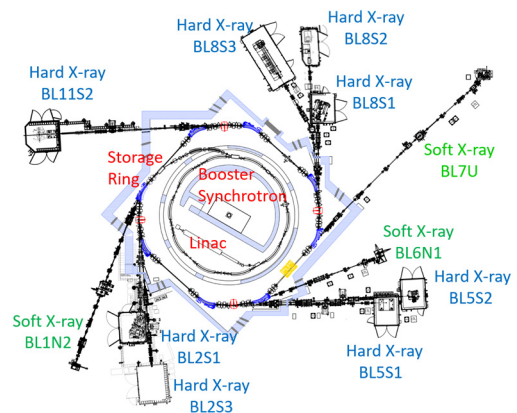 Hard X-ray
BL8S3
Hard X-ray
BL8S2
Hard X-ray
BL11S2
Hard X-ray
BL8S1
Storage
Ring
Booster
Synchrotron
Soft X-ray
BL7U
Linac
Soft X-ray
BL6N1
Hard X-ray
BL5S2
Soft X-ray
BL1N2
Hard X-ray
BL2S1
Hard X-ray
BL5S1
Hard X-ray
BL2S3